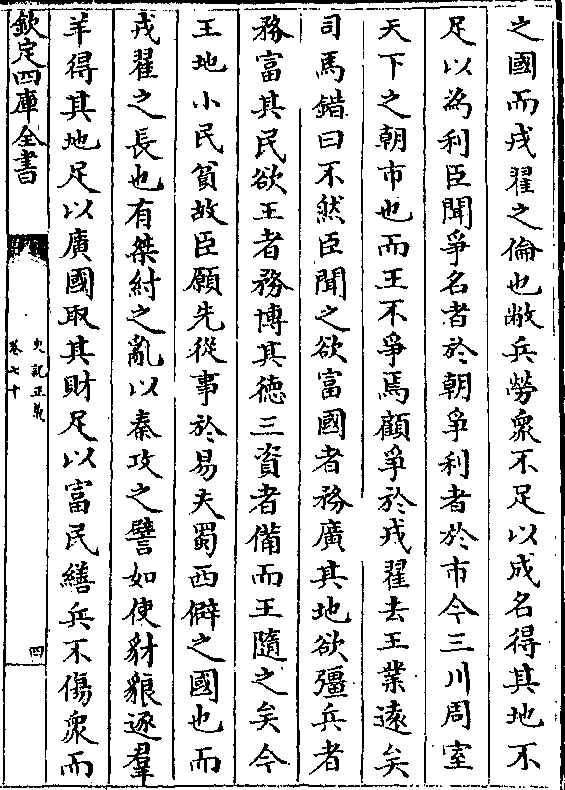 之國而戎翟之倫也敝兵勞衆不足以成名得其地不
足以為利臣聞爭名者於朝爭利者於市今三川周室
天下之朝市也而王不爭焉顧爭於戎翟去王業遠矣
司馬錯曰不然臣聞之欲富國者務廣其地欲彊兵者
務富其民欲王者務博其徳三資者備而王隨之矣今
王地小民貧故臣願先從事於易夫蜀西僻之國也而
戎翟之長也有桀紂之亂以秦攻之譬如使豺狼逐羣
羊得其地足以廣國取其財足以富民繕兵不傷衆而
欽定四庫全書
史記正義
卷七十
四